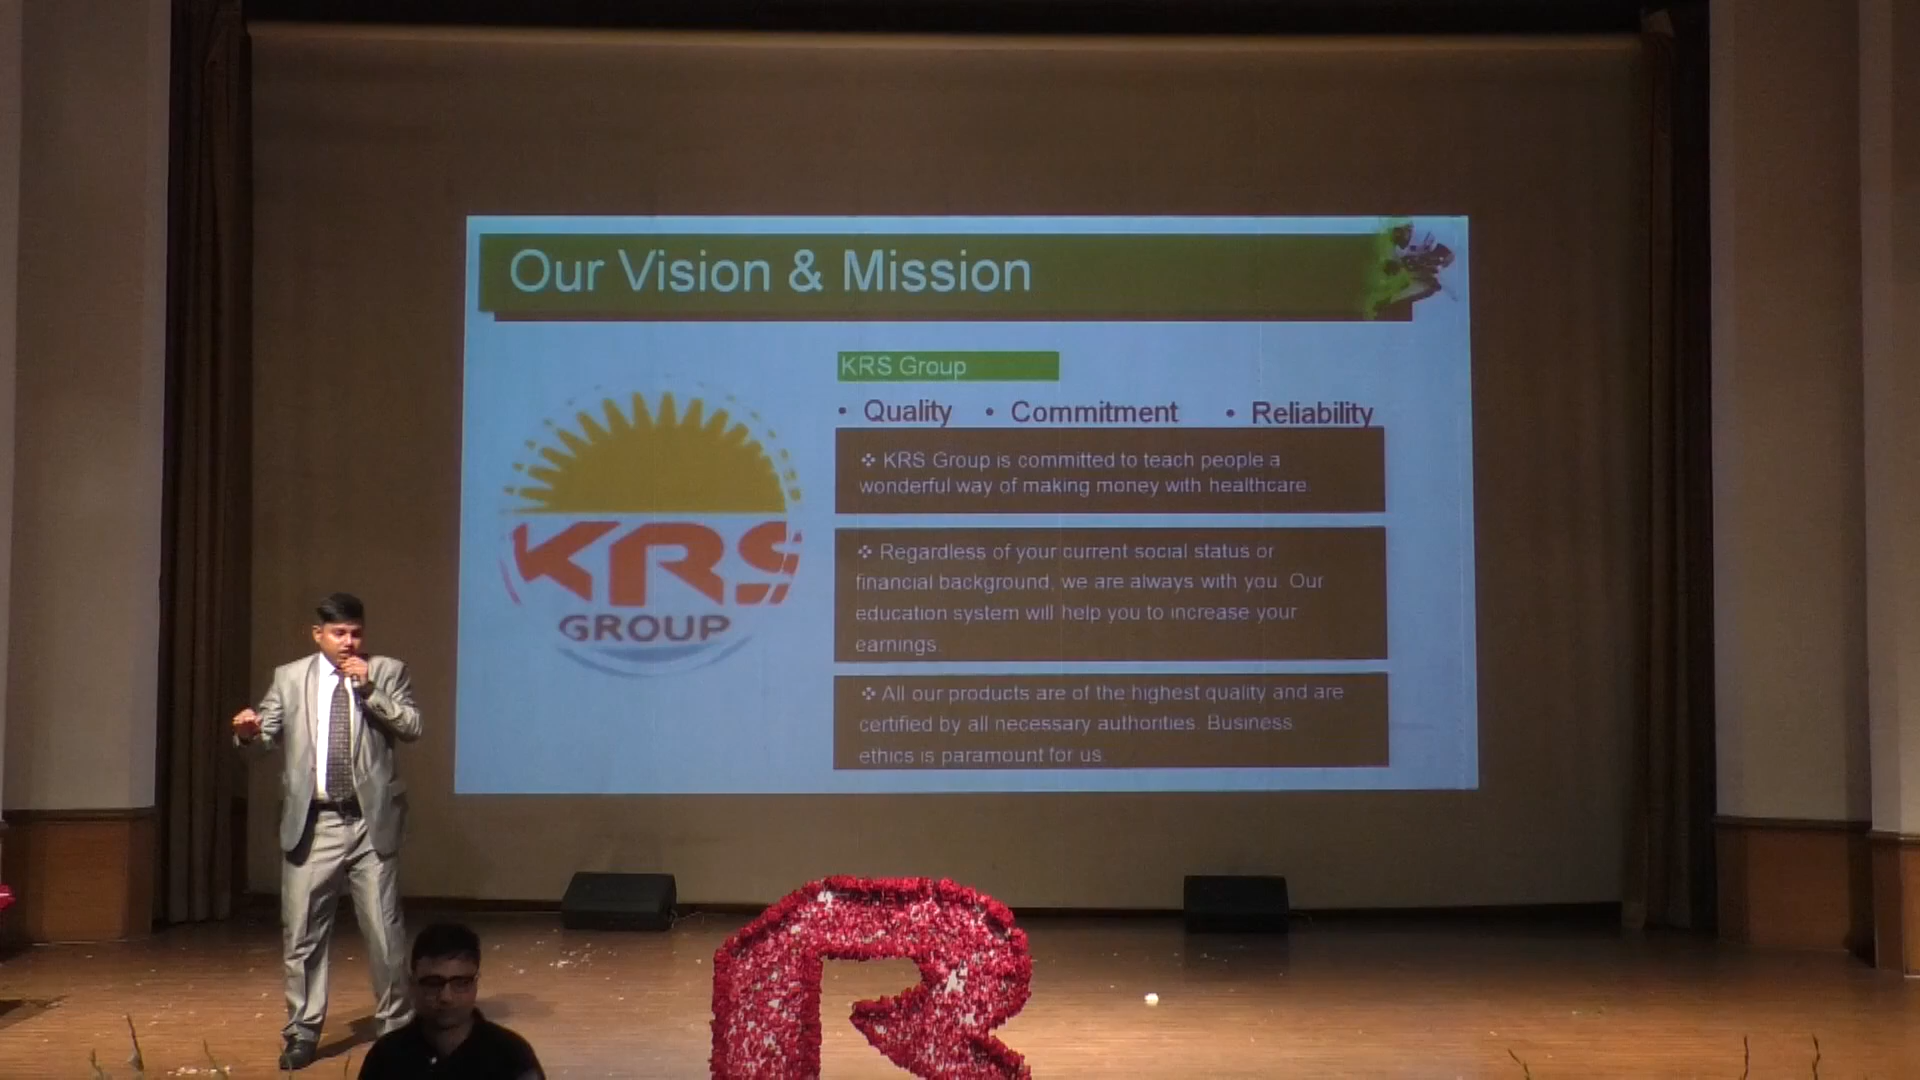 Our Vision & Mission
KRS Group
• Quality • Commitment • Reliability
❖ KRS Group is committed to teach people a
wonderful way of making money with healthcare
❖ Regardless of your current social status or
financial background, we are always with you. Our
education system will help you to increase your
earnings.
❖ All our products are of the highest quality and are
certified by all necessary authorities. Business
ethics is paramount for us.
KRS
GROUP
R